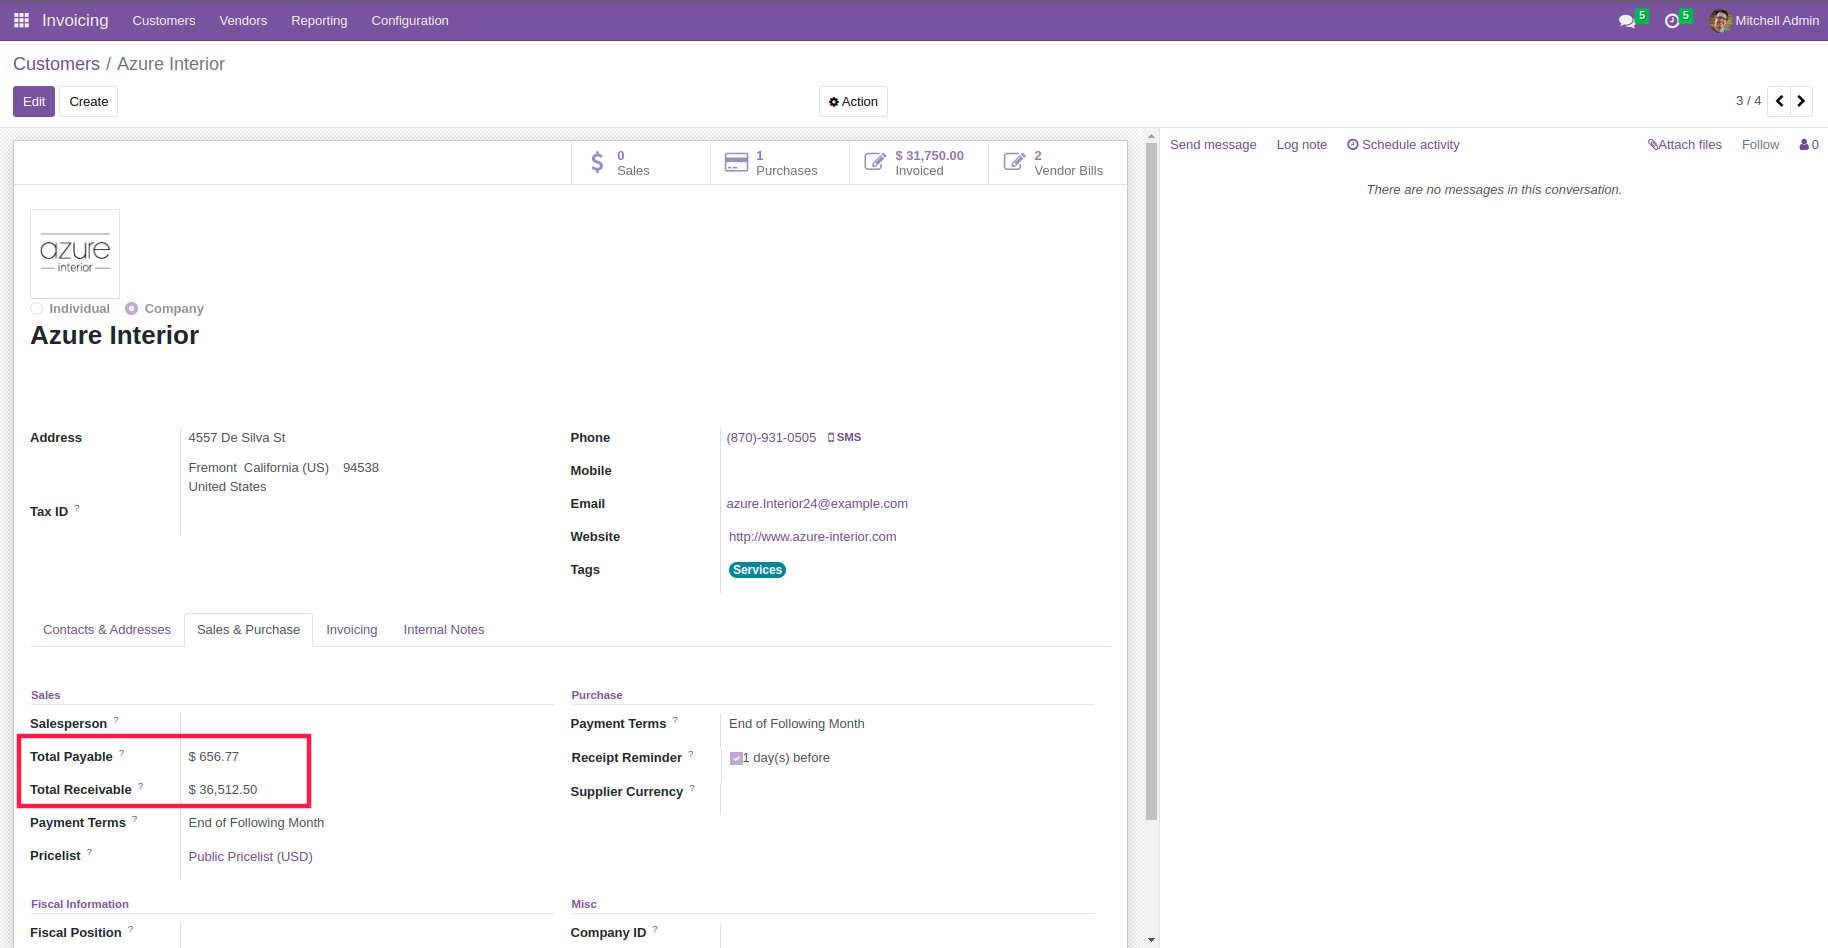 Invoicing Customers Vendors Reporting Configuration 5 5 Mitchell Admin
Customers / Azure Interior
Edit Create Action 3 / 4
Send message Log note Schedule activity Attach files Follow 0
There are no messages in this conversation.
0
Sales
1
Purchases
$ 31,750.00
Invoiced
2
Vendor Bills
azure
interior
Individual Company
Azure Interior
Address 4557 De Silva St
Fremont California (US) 94538
United States
Tax ID ?
Phone (870)-931-0505 SMS
Mobile
Email azure.Interior24@example.com
Website http://www.azure-interior.com
Tags Services
Contacts & Addresses Sales & Purchase Invoicing Internal Notes
Sales
Salesperson ?
Total Payable ? $ 656.77
Total Receivable ? $ 36,512.50
Payment Terms ? End of Following Month
Pricelist ? Public Pricelist (USD)
Purchase
Payment Terms ? End of Following Month
Receipt Reminder ? 1 day(s) before
Supplier Currency ?
Fiscal Information
Fiscal Position ?
Misc
Company ID ?